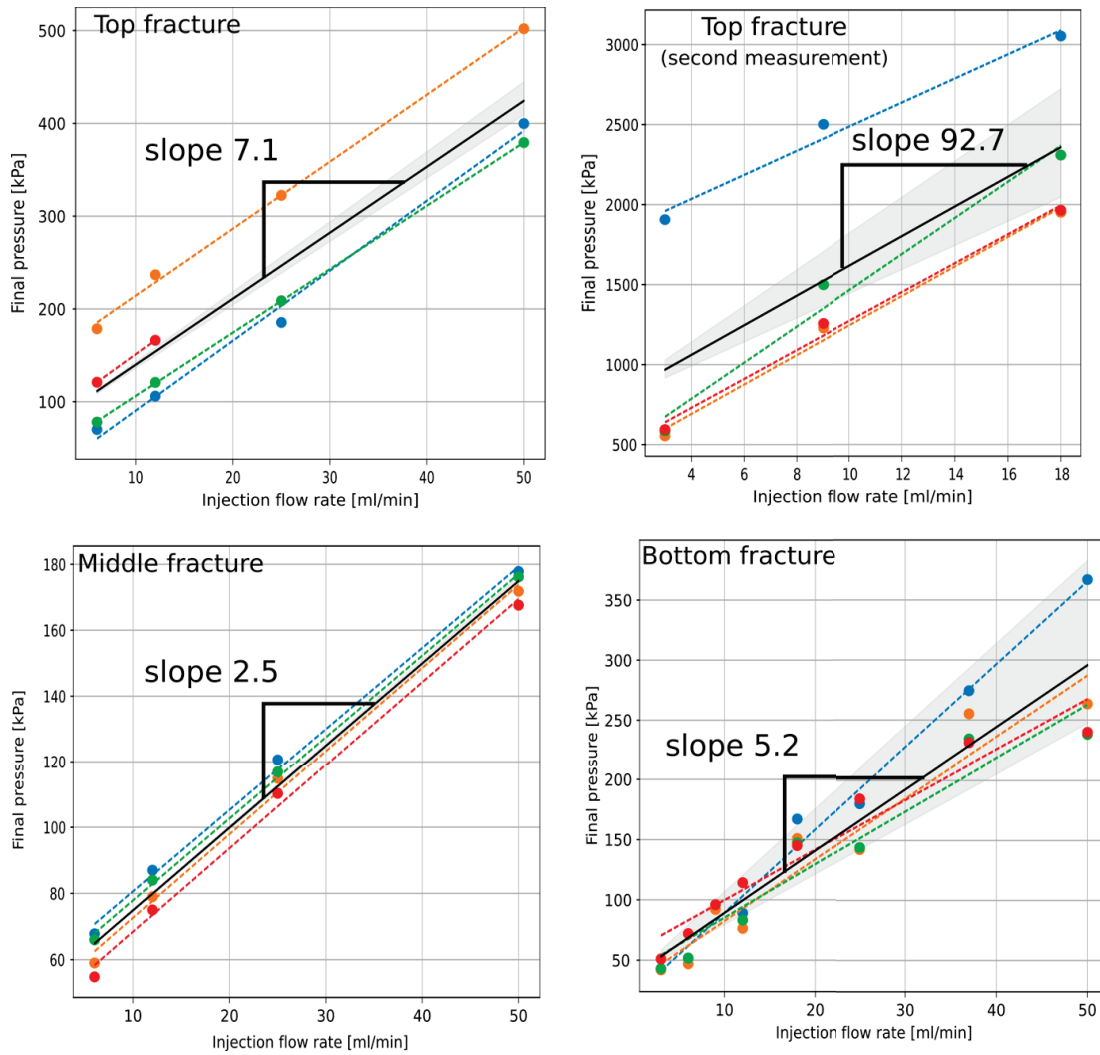 Top fracture
500
400
300
200
100
slope 7.1
Final pressure [kPa]
10
20
30
40
50
Injection flow rate [ml/min]
Top fracture
(second measurement)
3000
2500
2000
1500
1000
500
slope 92.7
Final pressure [kPa]
4
6
8
10
12
14
16
18
Injection flow rate [ml/min]
Middle fracture
180
160
140
120
100
80
60
slope 2.5
Final pressure [kPa]
10
20
30
40
50
Injection flow rate [ml/min]
Bottom fracture
350
300
250
200
150
100
50
slope 5.2
Final pressure [kPa]
10
20
30
40
50
Injection flow rate [ml/min]